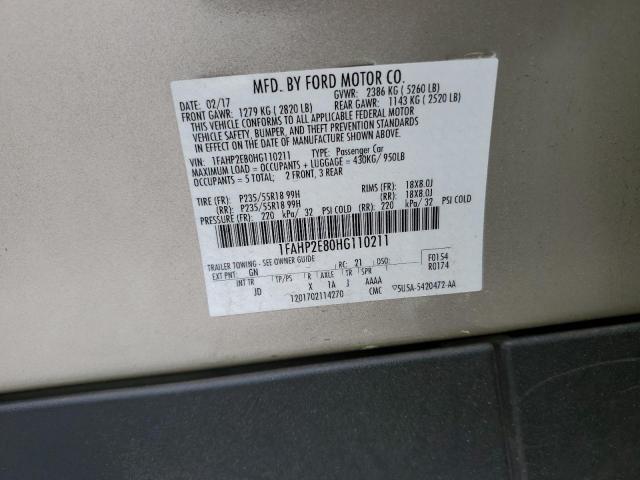 MFD. BY FORD MOTOR CO.
DATE: 02/17 GVWR: 2386 KG ( 5260 LB)
FRONT GAWR: 1279 KG ( 2820 LB) REAR GAWR: 1143 KG ( 2520 LB)
THIS VEHICLE CONFORMS TO ALL APPLICABLE FEDERAL MOTOR
VEHICLE SAFETY, BUMPER, AND THEFT PREVENTION STANDARDS
IN EFFECT ON THE DATE OF MANUFACTURE SHOWN ABOVE.
VIN: 1FAHP2E80HG110211 TYPE: Passenger Car
MAXIMUM LOAD = OCCUPANTS + LUGGAGE = 430KG/ 950LB
OCCUPANTS = 5 TOTAL; 2 FRONT, 3 REAR
TIRE (FR): P235/55R18 99H RIMS (FR): 18X8.0J
(RR): P235/55R18 99H (RR): 18X8.0J
PRESSURE (FR): 220 kPa/ 32 PSI COLD (RR): 220 kPa/ 32 PSI COLD
1FAHP2E80HG110211
TRAILER TOWING - SEE OWNER GUIDE F0154
EXT PNT: GN RC: 21 DSO: R0174
INT TR TP/PS R AXLE TR SPR
JD X 1A J AAAA
1201702114270 CMC ▽5U5A-5420472-AA